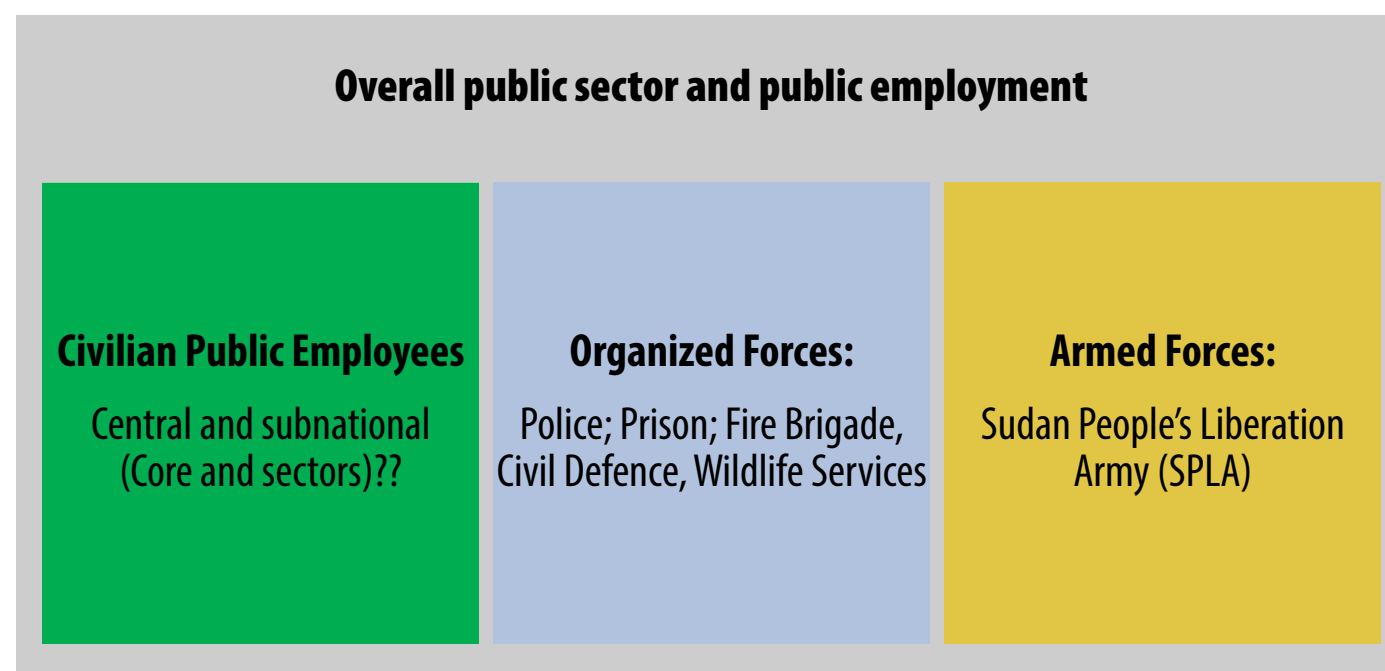 Overall public sector and public employment
Civilian Public Employees
Central and subnational
(Core and sectors)??
Organized Forces:
Police; Prison; Fire Brigade,
Civil Defence, Wildlife Services
Armed Forces:
Sudan People’s Liberation
Army (SPLA)